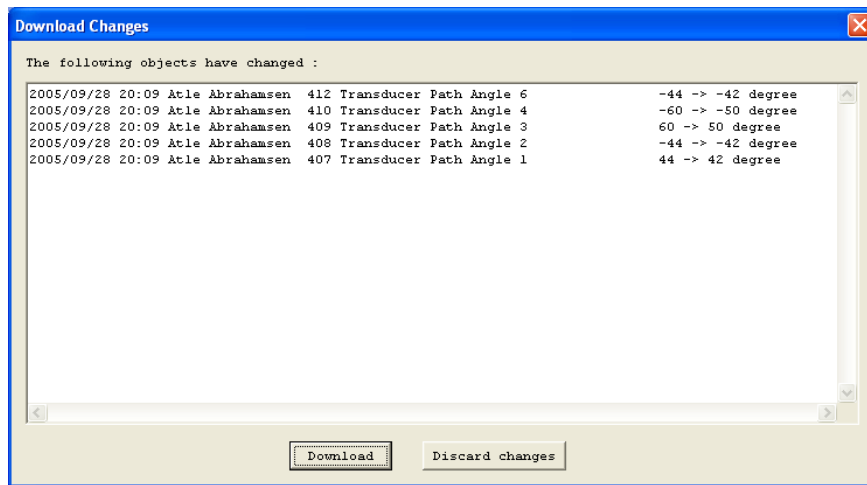 Download Changes
The following objects have changed :
2005/09/28 20:09 Atle Abrahamsen  412 Transducer Path Angle 6                -44 -> -42 degree
2005/09/28 20:09 Atle Abrahamsen  410 Transducer Path Angle 4                -60 -> -50 degree
2005/09/28 20:09 Atle Abrahamsen  409 Transducer Path Angle 3                60 -> 50 degree
2005/09/28 20:09 Atle Abrahamsen  408 Transducer Path Angle 2                -44 -> -42 degree
2005/09/28 20:09 Atle Abrahamsen  407 Transducer Path Angle 1                44 -> 42 degree
Download    Discard changes